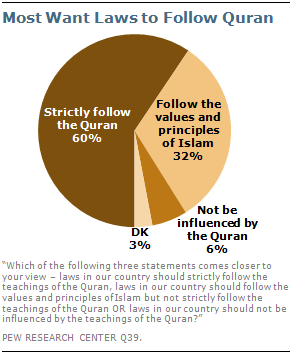 Most Want Laws to Follow Quran
Strictly follow
the Quran
60%
Follow the
values and
principles
of Islam
32%
Not be
influenced by
the Quran
6%
DK
3%
"Which of the following three statements comes closer to
your view – laws in our country should strictly follow the
teachings of the Quran, laws in our country should follow the
values and principles of Islam but not strictly follow the
teachings of the Quran OR laws in our country should not be
influenced by the teachings of the Quran?"
PEW RESEARCH CENTER Q39.